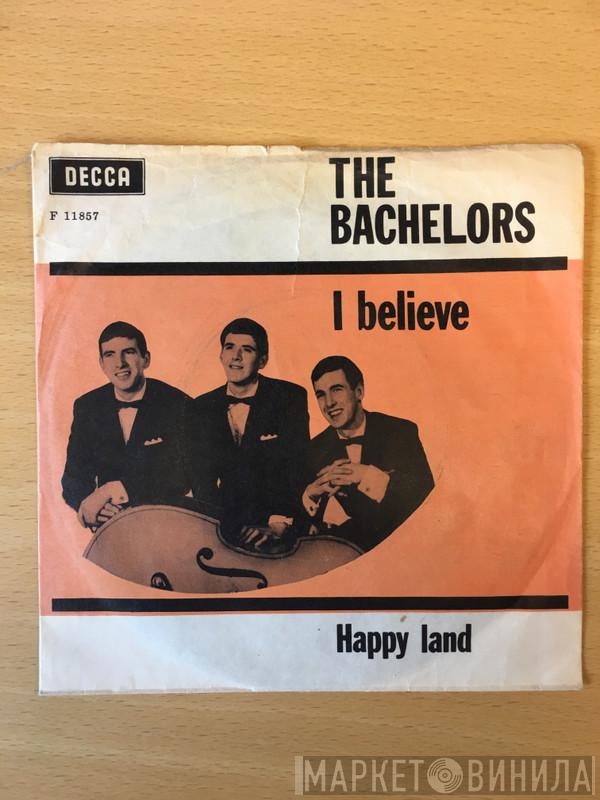 DECCA
F 11857
THE
BACHELORS
I believe
Happy land
МАРКЕТ ВИНИЛА